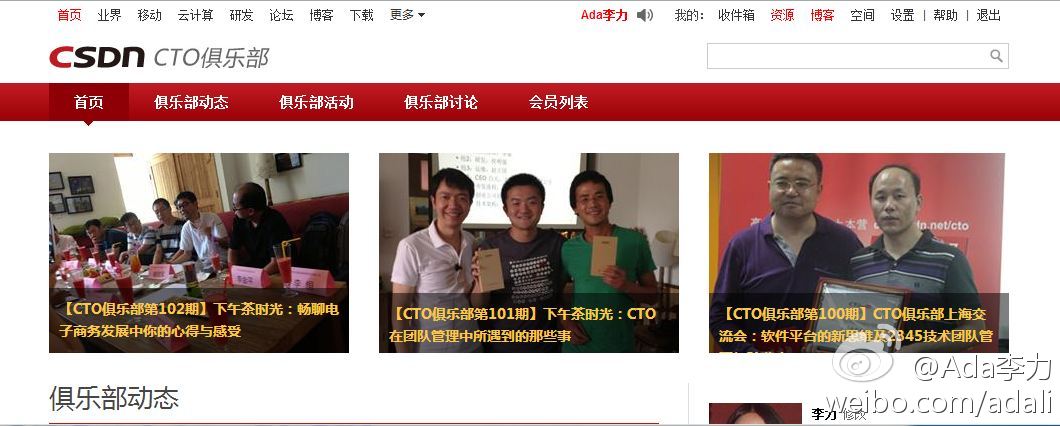 首页 业界 移动 云计算 研发 论坛 博客 下载 更多 Ada李力 我的： 收件箱 资源 博客 空间 设置 | 帮助 | 退出
CSDN CTO俱乐部
首页 俱乐部动态 俱乐部活动 俱乐部讨论 会员列表
【CTO俱乐部第102期】下午茶时光：畅聊电
子商务发展中你的心得与感受
【CTO俱乐部第101期】下午茶时光：CTO
在团队管理中所遇到的那些事
dn.net/cto
【CTO俱乐部第100期】CTO俱乐部上海交
流会：软件平台的新思维及2345技术团队管
俱乐部动态
李力 修改
@Ada李力
weibo.com/adali